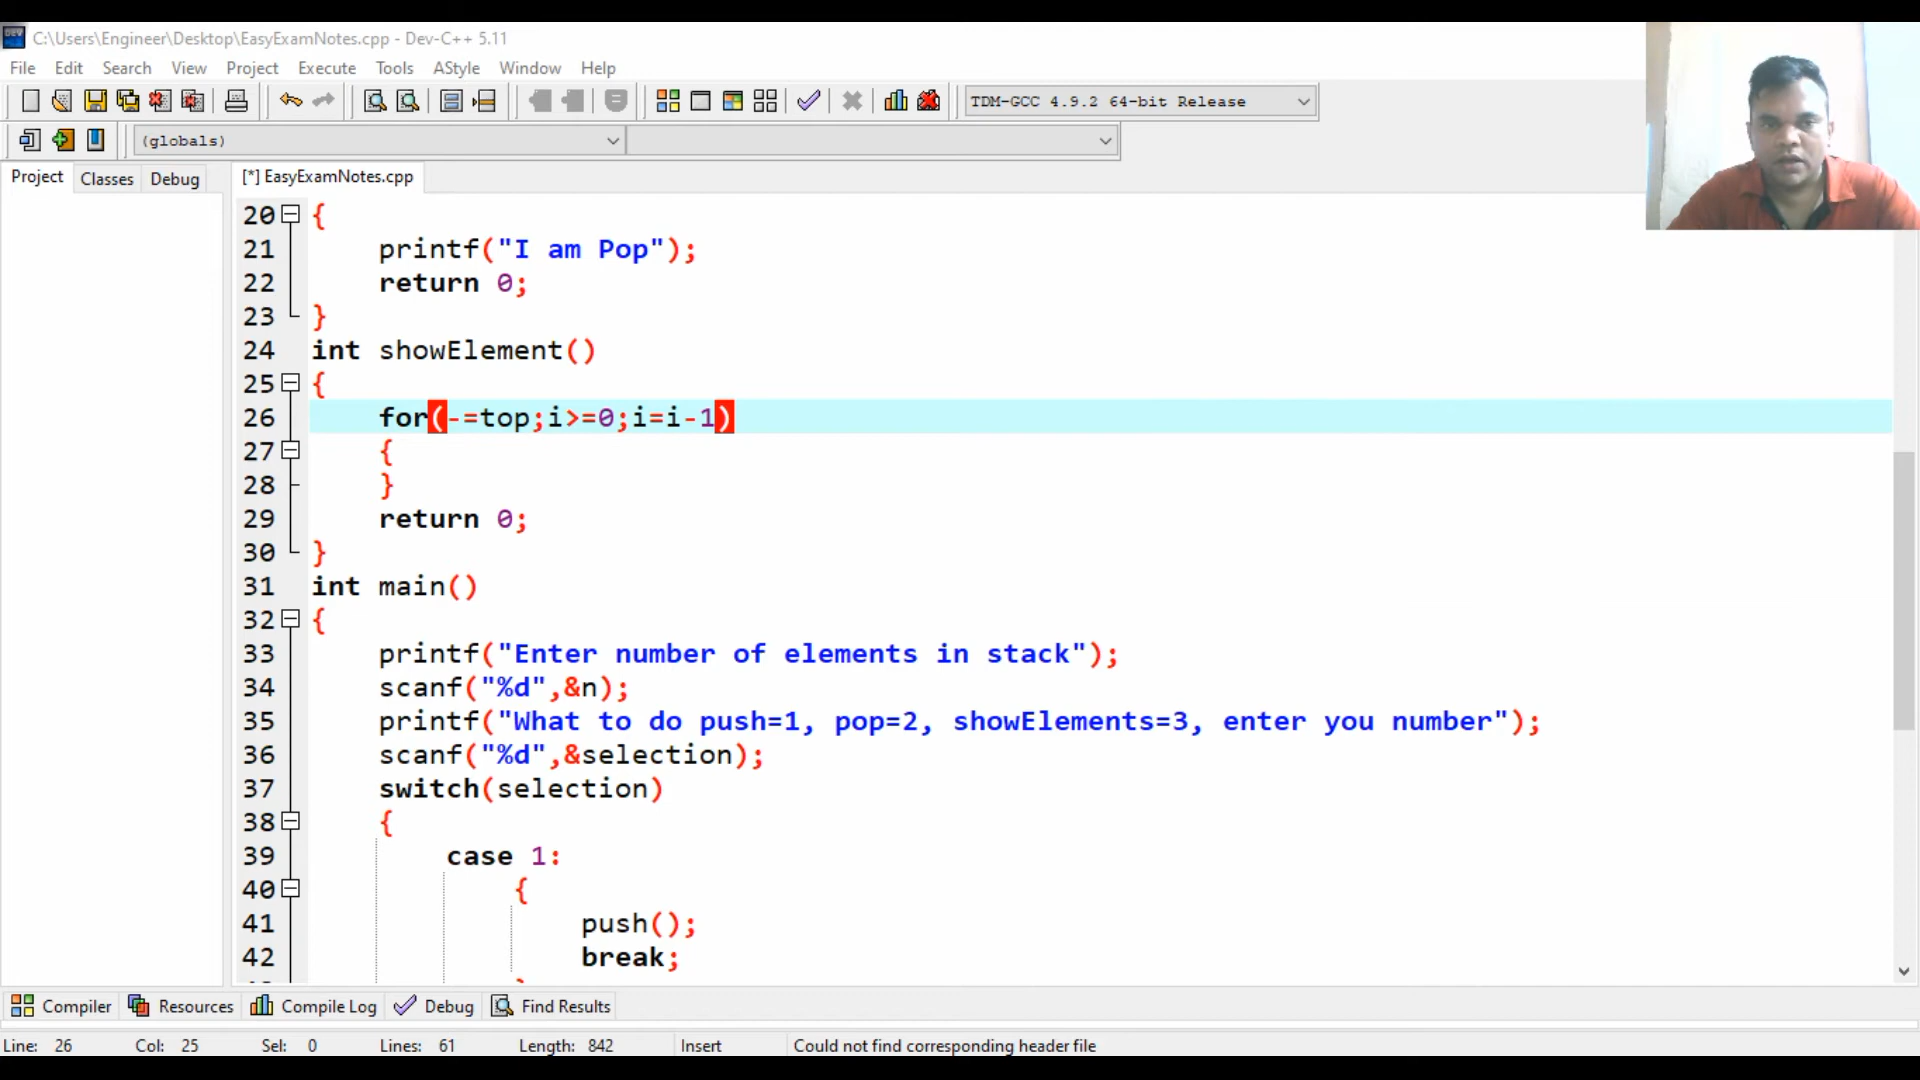 C:\Users\Engineer\Desktop\EasyExamNotes.cpp - Dev-C++ 5.11
File Edit Search View Project Execute Tools AStyle Window Help
TDM-GCC 4.9.2 64-bit Release
(globals)
Project Classes Debug [*] EasyExamNotes.cpp
20 {
21 printf("I am Pop");
22 return 0;
23 }
24 int showElement()
25 {
26 for(-=top;i>=0;i=i-1)
27 {
28 }
29 return 0;
30 }
31 int main()
32 {
33 printf("Enter number of elements in stack");
34 scanf("%d",&n);
35 printf("What to do push=1, pop=2, showElements=3, enter you number");
36 scanf("%d",&selection);
37 switch(selection)
38 {
39 case 1:
40 {
41 push();
42 break;
Compiler Resources Compile Log Debug Find Results
Line: 26 Col: 25 Sel: 0 Lines: 61 Length: 842 Insert Could not find corresponding header file